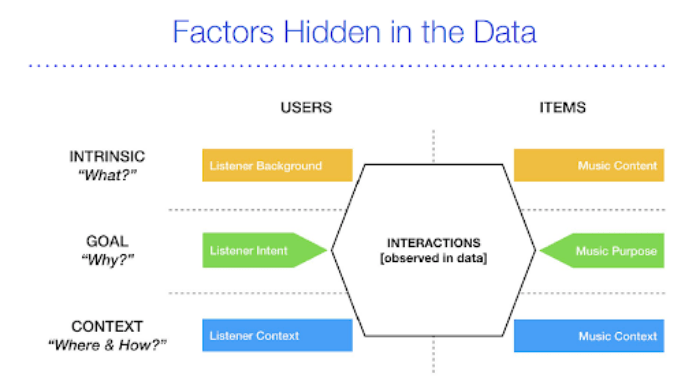 Factors Hidden in the Data
USERS
ITEMS
INTRINSIC
“What?”
Listener Background
Music Content
GOAL
“Why?”
Listener Intent
INTERACTIONS
[observed in data]
Music Purpose
CONTEXT
“Where & How?”
Listener Context
Music Context